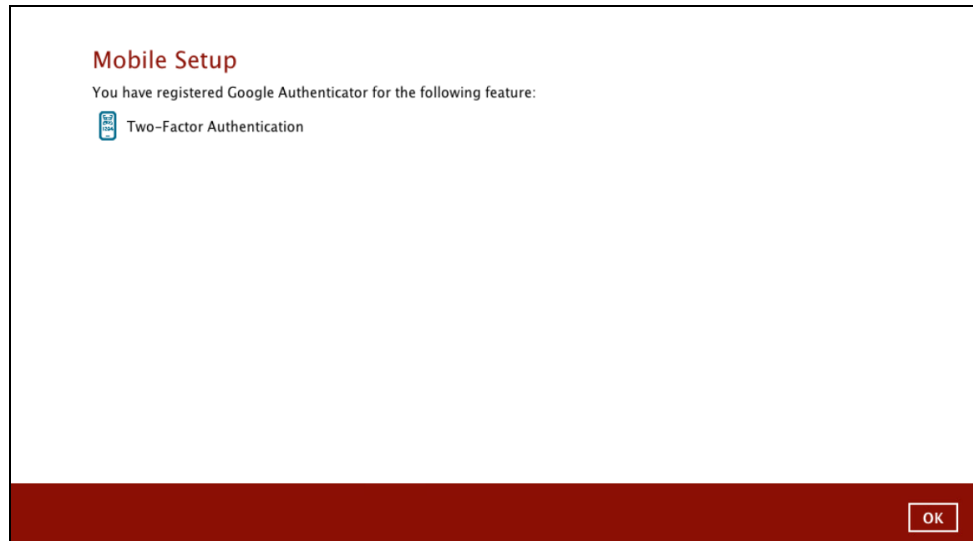 Mobile Setup
You have registered Google Authenticator for the following feature:
Two-Factor Authentication
OK